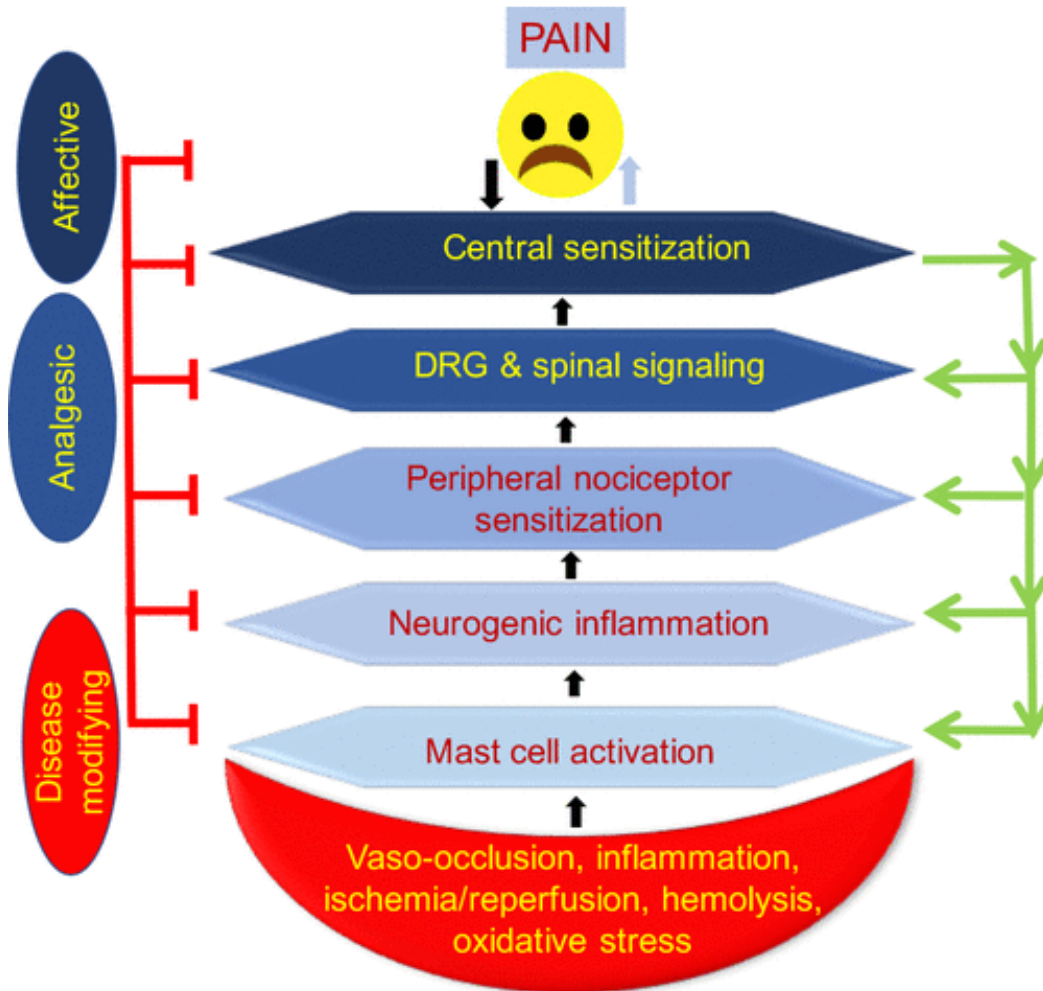 PAIN
Affective
Analgesic
Disease
modifying
Central sensitization
DRG & spinal signaling
Peripheral nociceptor
sensitization
Neurogenic inflammation
Mast cell activation
Vaso-occlusion, inflammation,
ischemia/reperfusion, hemolysis,
oxidative stress